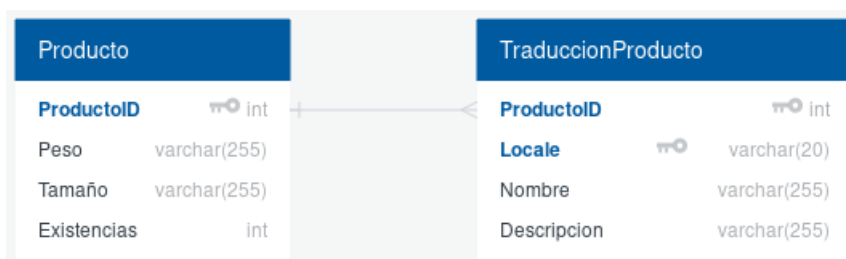 Producto
ProductoID int
Peso varchar(255)
Tamaño varchar(255)
Existencias int
TraduccionProducto
ProductoID int
Locale varchar(20)
Nombre varchar(255)
Descripcion varchar(255)